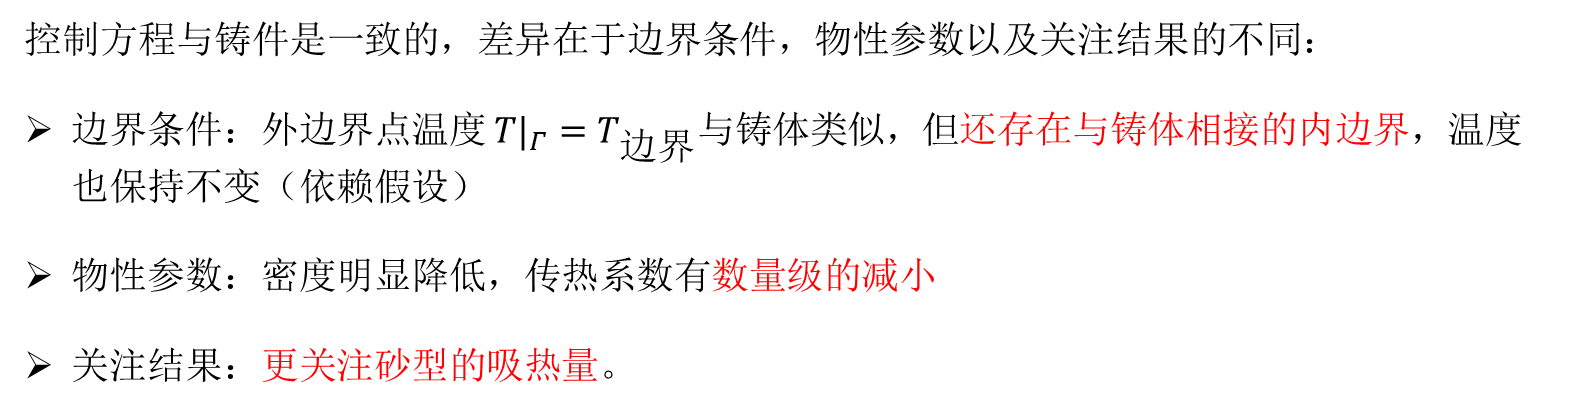 控制方程与铸件是一致的，差异在于边界条件，物性参数以及关注结果的不同：
➢ 边界条件：外边界点温度 T|Γ = T边界与铸体类似，但还存在与铸体相接的内边界，温度
也保持不变（依赖假设）
➢ 物性参数：密度明显降低，传热系数有数量级的减小
➢ 关注结果：更关注砂型的吸热量。